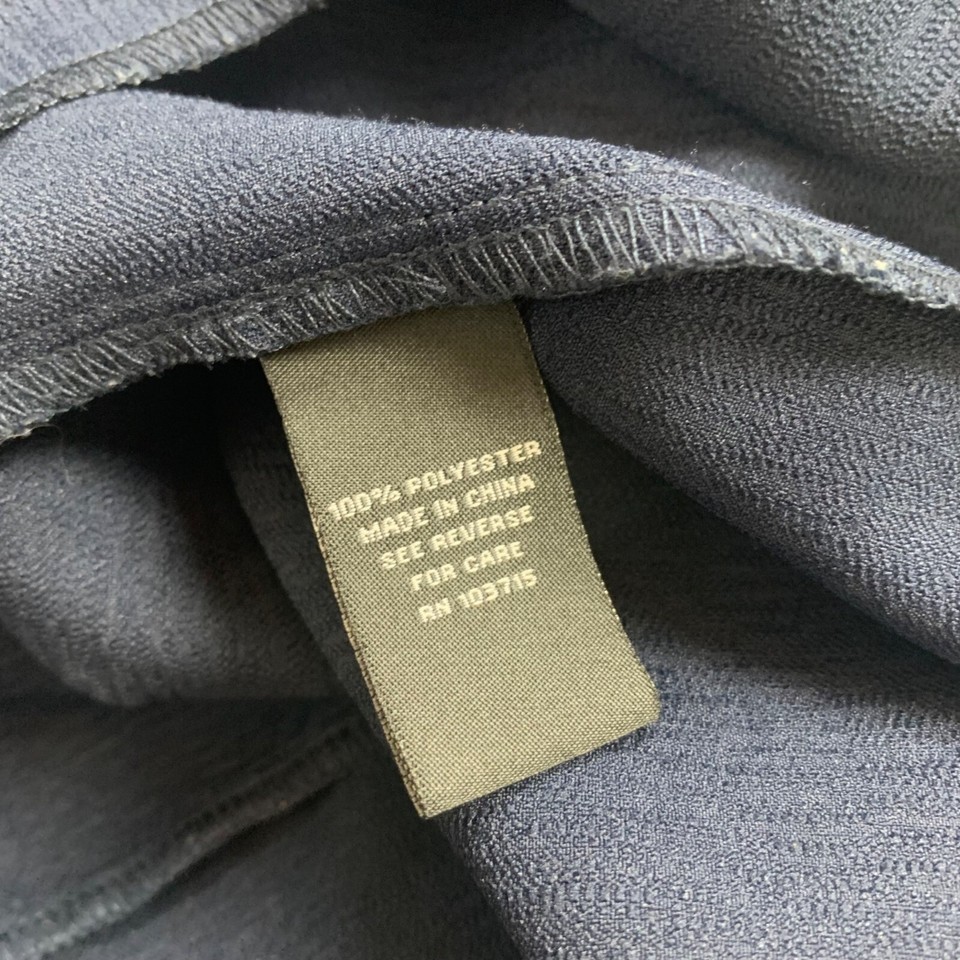 100% POLYESTER
MADE IN CHINA
SEE REVERSE
FOR CARE
RN 103715